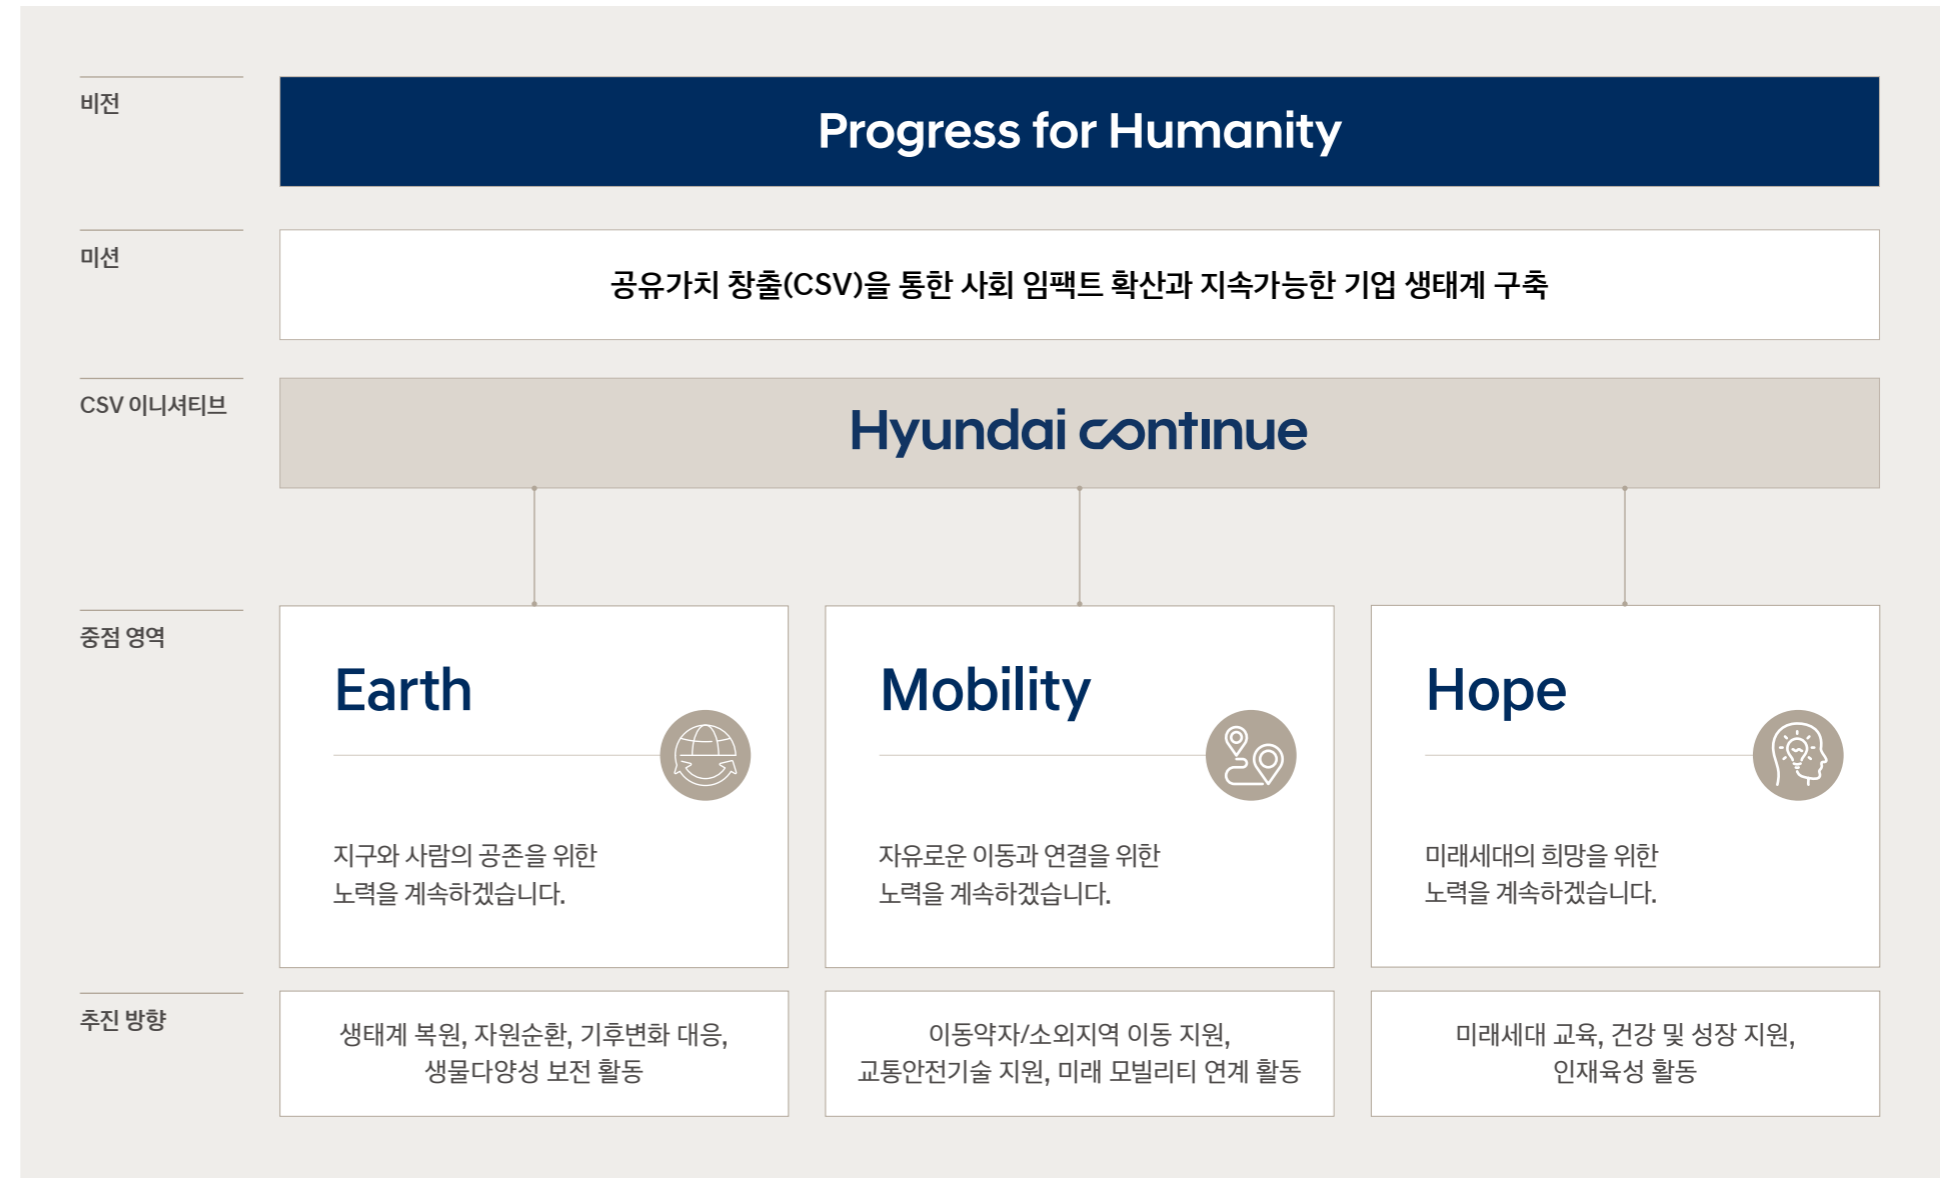 비전
Progress for Humanity
미션
공유가치 창출(CSV)을 통한 사회 임팩트 확산과 지속가능한 기업 생태계 구축
CSV 이니셔티브
Hyundai continue
중점 영역
Earth
지구와 사람의 공존을 위한
노력을 계속하겠습니다.
Mobility
자유로운 이동과 연결을 위한
노력을 계속하겠습니다.
Hope
미래세대의 희망을 위한
노력을 계속하겠습니다.
추진 방향
생태계 복원, 자원순환, 기후변화 대응,
생물다양성 보전 활동
이동약자/소외지역 이동 지원,
교통안전기술 지원, 미래 모빌리티 연계 활동
미래세대 교육, 건강 및 성장 지원,
인재육성 활동